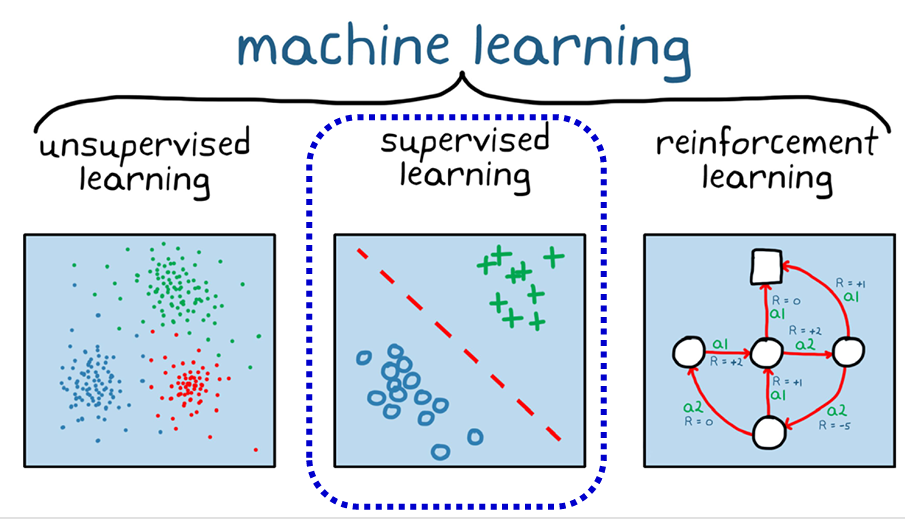 machine learning
unsupervised
learning
supervised
learning
reinforcement
learning
R = +1
a1
R = 0
a1
R = +2
a1
a2
R = +2
R = +1
a1
a2
R = 0
a2
R = -5